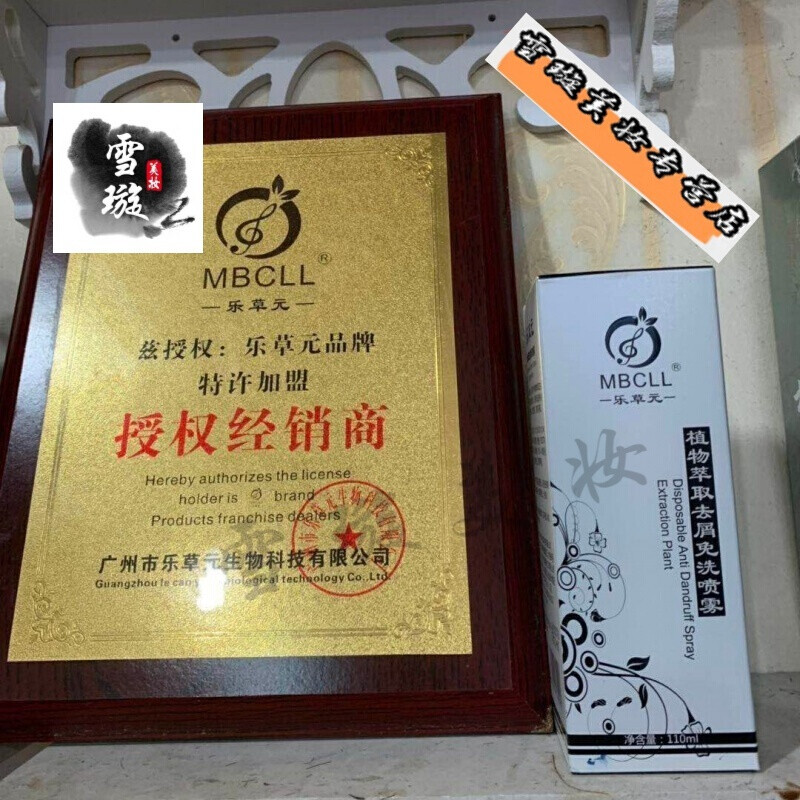 雪璇美妆专营店
雪璇
美妆
MBCLL®
—乐草元—
兹授权：乐草元品牌
特许加盟
授权经销商
Hereby authorizes the license
holder is brand
Products franchise dealers
广州市乐草元生物科技有限公司
MBCLL®
—乐草元—
植物萃取去屑免洗喷雾
Disposable Anti Dandruff Spray
Extraction Plant
妆
净含量：110ml